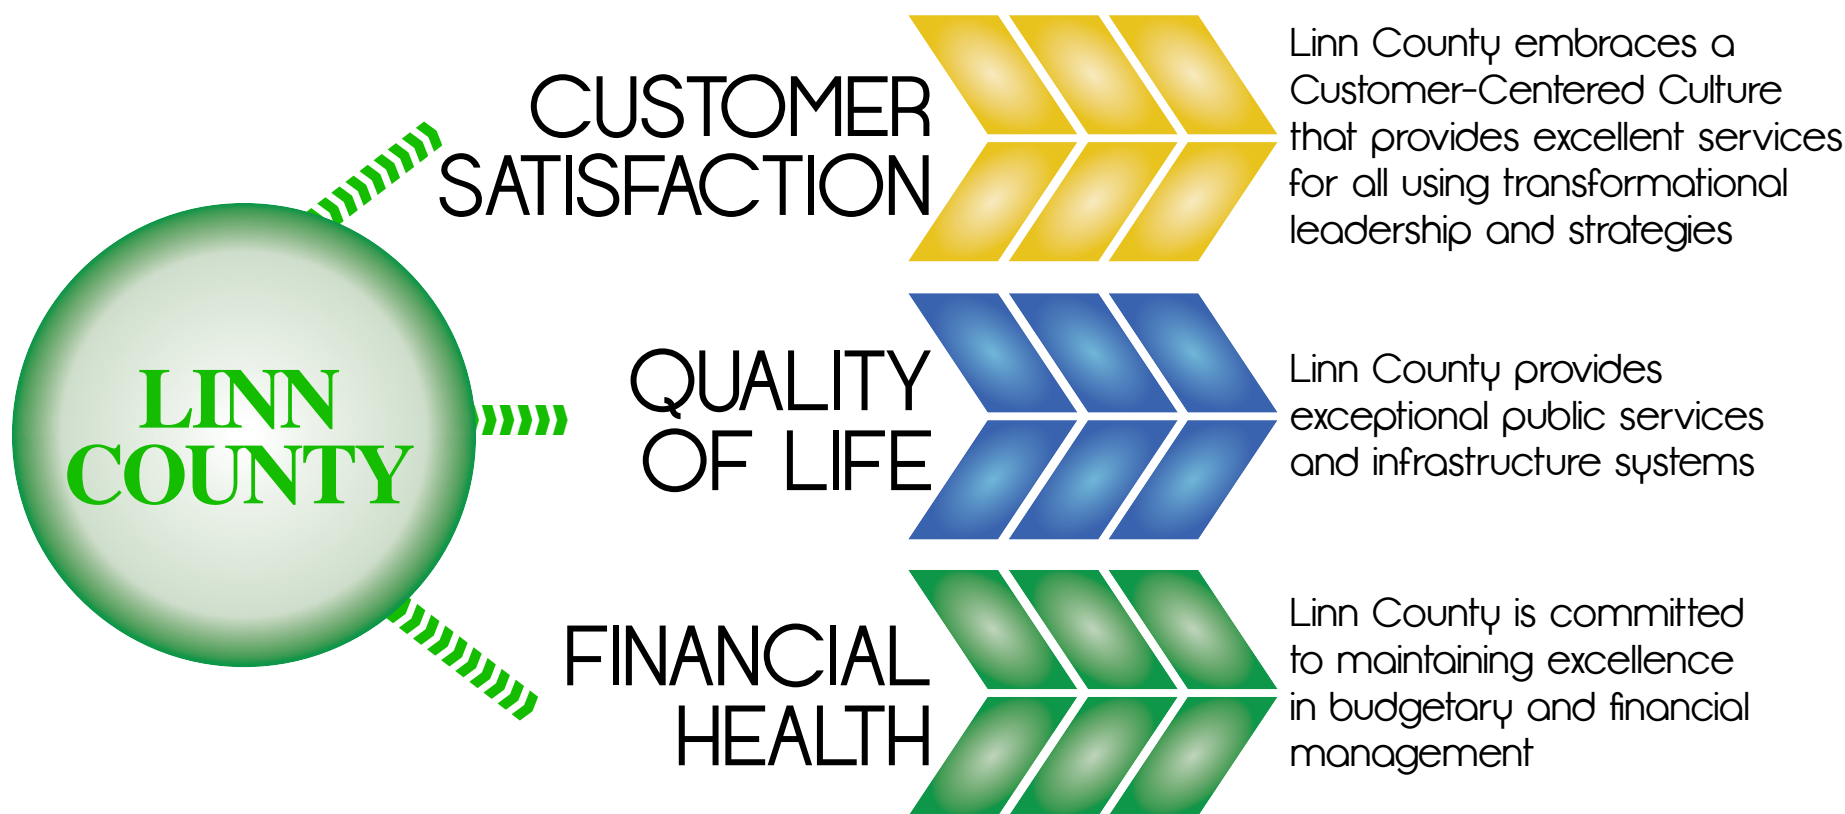 LINN
COUNTY
CUSTOMER
SATISFACTION
Linn County embraces a
Customer-Centered Culture
that provides excellent services
for all using transformational
leadership and strategies
QUALITY
OF LIFE
Linn County provides
exceptional public services
and infrastructure systems
FINANCIAL
HEALTH
Linn County is committed
to maintaining excellence
in budgetary and financial
management